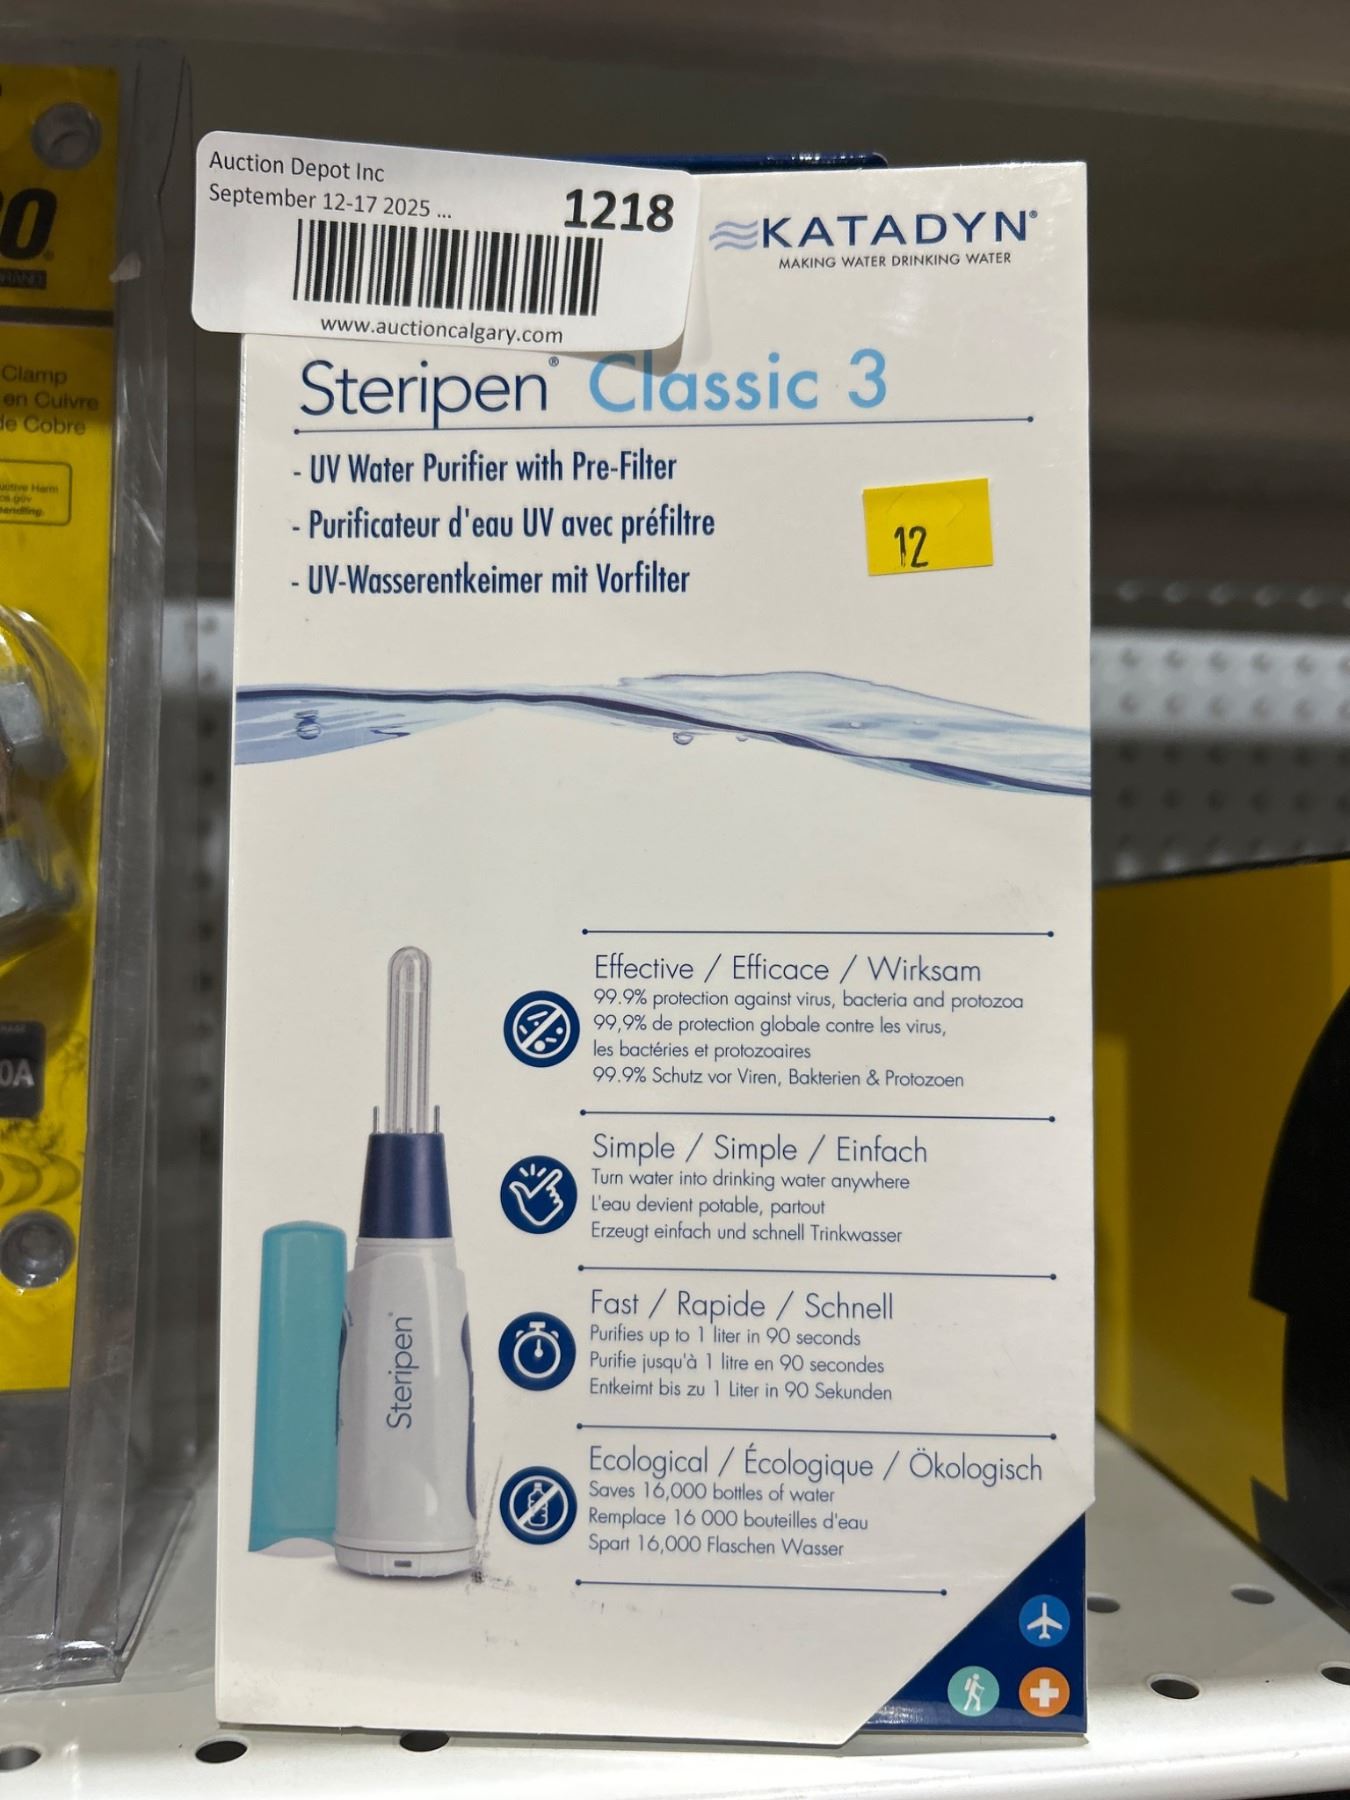 Auction Depot Inc
September 12-17 2025 ...
1218
www.auctioncalgary.com
KATADYN®
MAKING WATER DRINKING WATER
Steripen® Classic 3
- UV Water Purifier with Pre-Filter
- Purificateur d'eau UV avec préfiltre
- UV-Wasserentkeimer mit Vorfilter
12
Effective / Efficace / Wirksam
99.9% protection against virus, bacteria and protozoa
99,9% de protection globale contre les virus,
les bactéries et protozoaires
99.9% Schutz vor Viren, Bakterien & Protozoen
Simple / Simple / Einfach
Turn water into drinking water anywhere
L'eau devient potable, partout
Erzeugt einfach und schnell Trinkwasser
Fast / Rapide / Schnell
Purifies up to 1 liter in 90 seconds
Purifie jusqu'à 1 litre en 90 secondes
Entkeimt bis zu 1 Liter in 90 Sekunden
Ecological / Écologique / Ökologisch
Saves 16,000 bottles of water
Remplace 16 000 bouteilles d'eau
Spart 16,000 Flaschen Wasser
Steripen®
Clamp
en Cuivre
de Cobre
0A